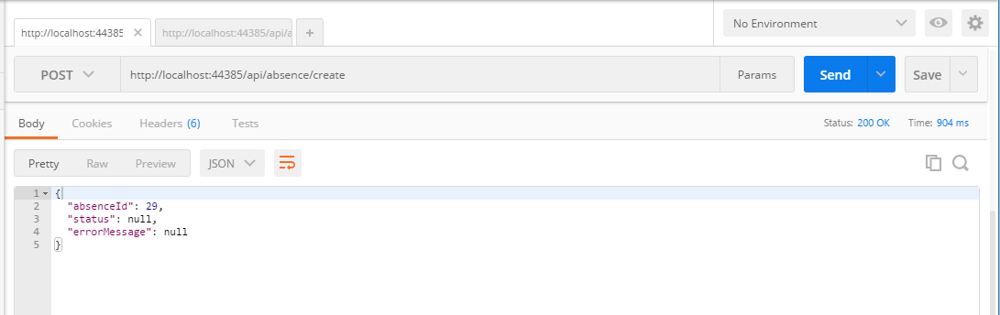 http://localhost:44385 http://localhost:44385/api/a No Environment
POST http://localhost:44385/api/absence/create Params Send Save
Body Cookies Headers (6) Tests Status: 200 OK Time: 904 ms
Pretty Raw Preview JSON
1 {
2 "absenceId": 29,
3 "status": null,
4 "errorMessage": null
5 }